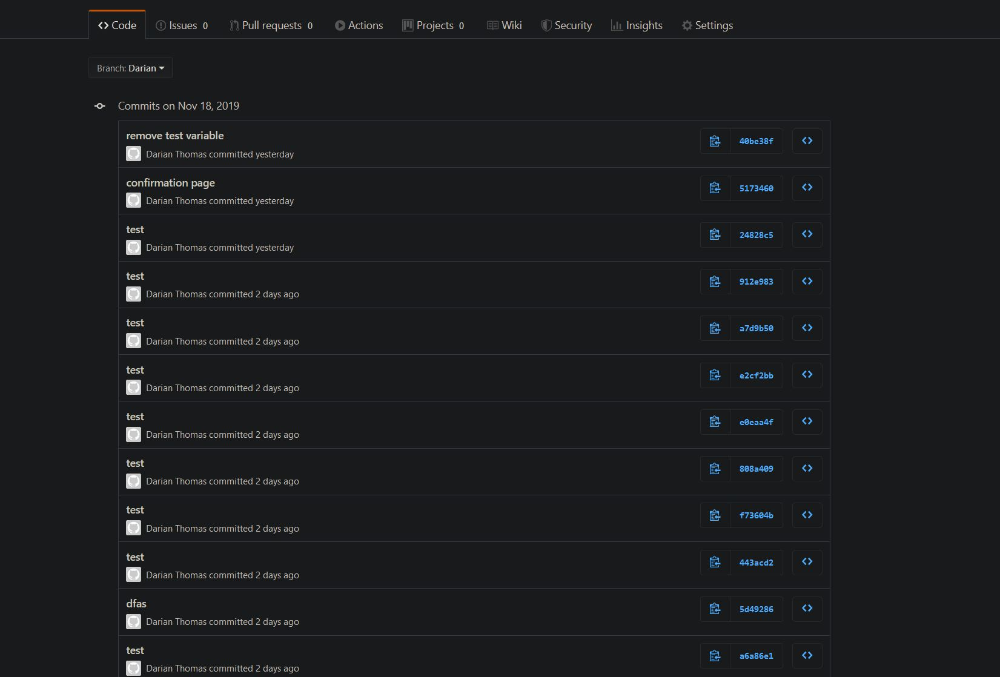 Code Issues 0 Pull requests 0 Actions Projects 0 Wiki Security Insights Settings
Branch: Darian
Commits on Nov 18, 2019
remove test variable
Darian Thomas committed yesterday
40be38f
confirmation page
Darian Thomas committed yesterday
5173460
test
Darian Thomas committed yesterday
24828c5
test
Darian Thomas committed 2 days ago
912e983
test
Darian Thomas committed 2 days ago
a7d9b50
test
Darian Thomas committed 2 days ago
e2cf2bb
test
Darian Thomas committed 2 days ago
e0eaa4f
test
Darian Thomas committed 2 days ago
808a409
test
Darian Thomas committed 2 days ago
f73604b
test
Darian Thomas committed 2 days ago
443acd2
dfas
Darian Thomas committed 2 days ago
5d49286
test
Darian Thomas committed 2 days ago
a6a86e1